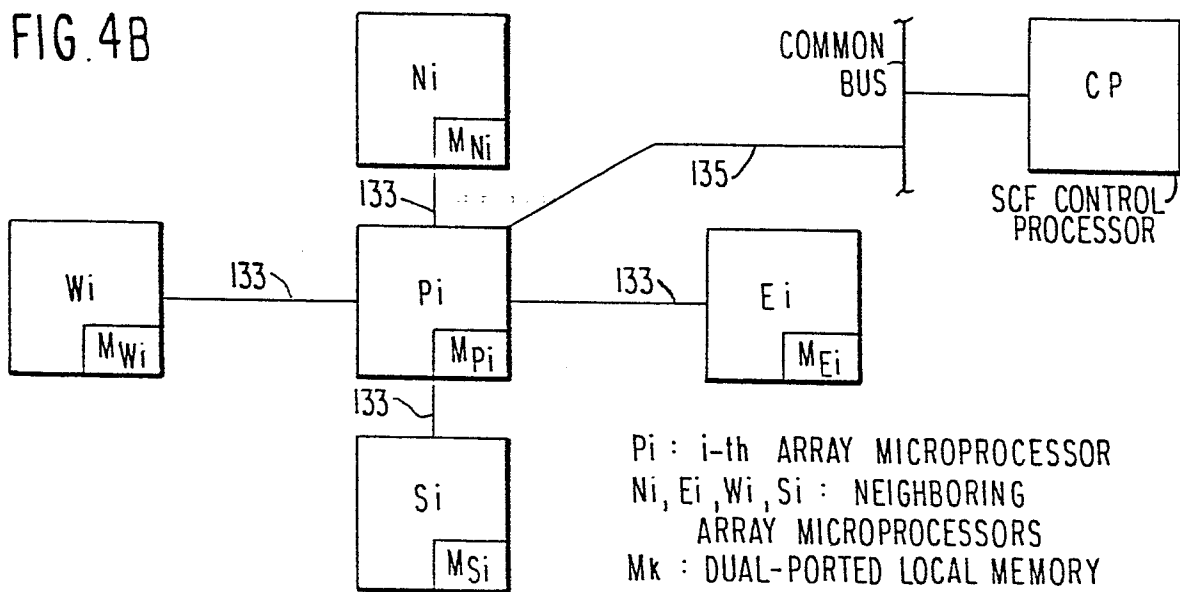 FIG. 4B
Ni
MNi
COMMON
BUS
CP
SCF CONTROL
PROCESSOR
133
135
Wi
MWi
133
Pi
MPi
133
Ei
MEi
133
Si
MSi
Pi : i-th ARRAY MICROPROCESSOR
Ni, Ei, Wi, Si : NEIGHBORING
ARRAY MICROPROCESSORS
Mk : DUAL-PORTED LOCAL MEMORY